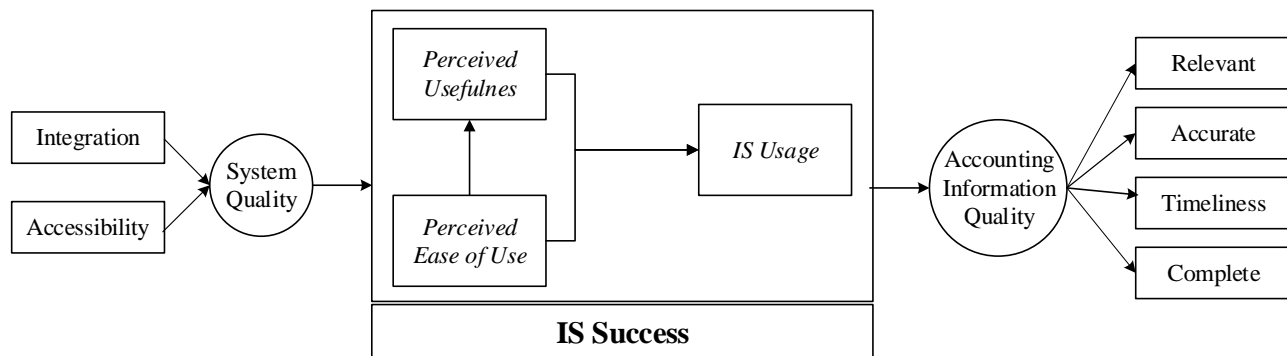 Integration
Accessibility
System
Quality
Perceived
Usefulnes
Perceived
Ease of Use
IS Usage
IS Success
Accounting
Information
Quality
Relevant
Accurate
Timeliness
Complete